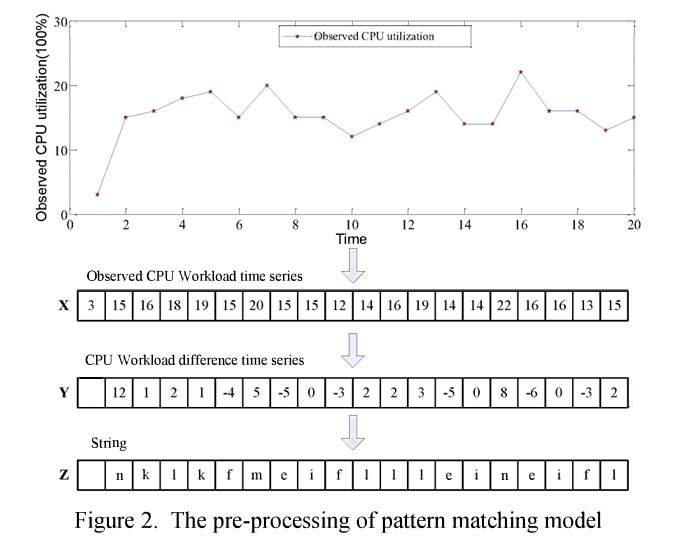 30
Observed CPU utilization
20
10
0
Observed CPU utilization(100%)
0 2 4 6 8 10 12 14 16 18 20
Time
Observed CPU Workload time series
X 3 15 16 18 19 15 20 15 15 12 14 16 19 14 14 22 16 16 13 15
CPU Workload difference time series
Y 12 1 2 1 -4 5 -5 0 -3 2 2 3 -5 0 8 -6 0 -3 2
String
Z n k l k f m e i f l l l e i n e i f l
Figure 2. The pre-processing of pattern matching model